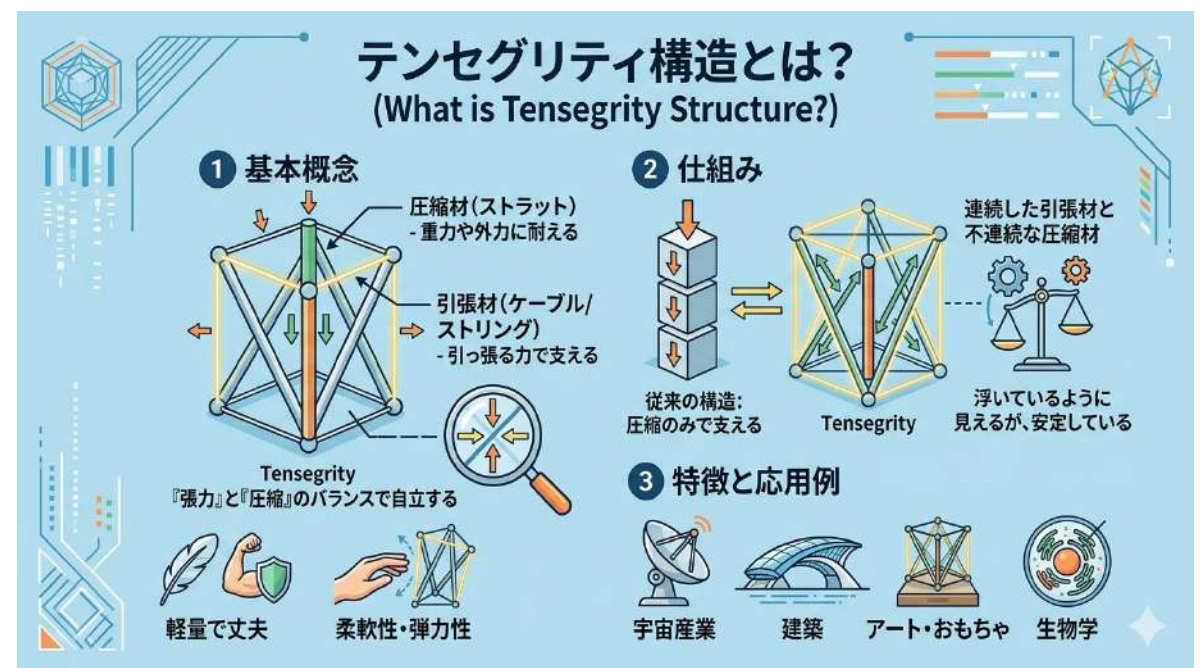 テンセグリティ構造とは？
(What is Tensegrity Structure?)
1 基本概念
圧縮材（ストラット）
- 重力や外力に耐える
引張材（ケーブル/
ストリング）
- 引っ張る力で支える
Tensegrity
『張力』と『圧縮』のバランスで自立する
軽量で丈夫
柔軟性・弾力性
2 仕組み
従来の構造：
圧縮のみで支える
Tensegrity
連続した引張材と
不連続な圧縮材
浮いているように
見えるが、安定している
3 特徴と応用例
宇宙産業
建築
アート・おもちゃ
生物学